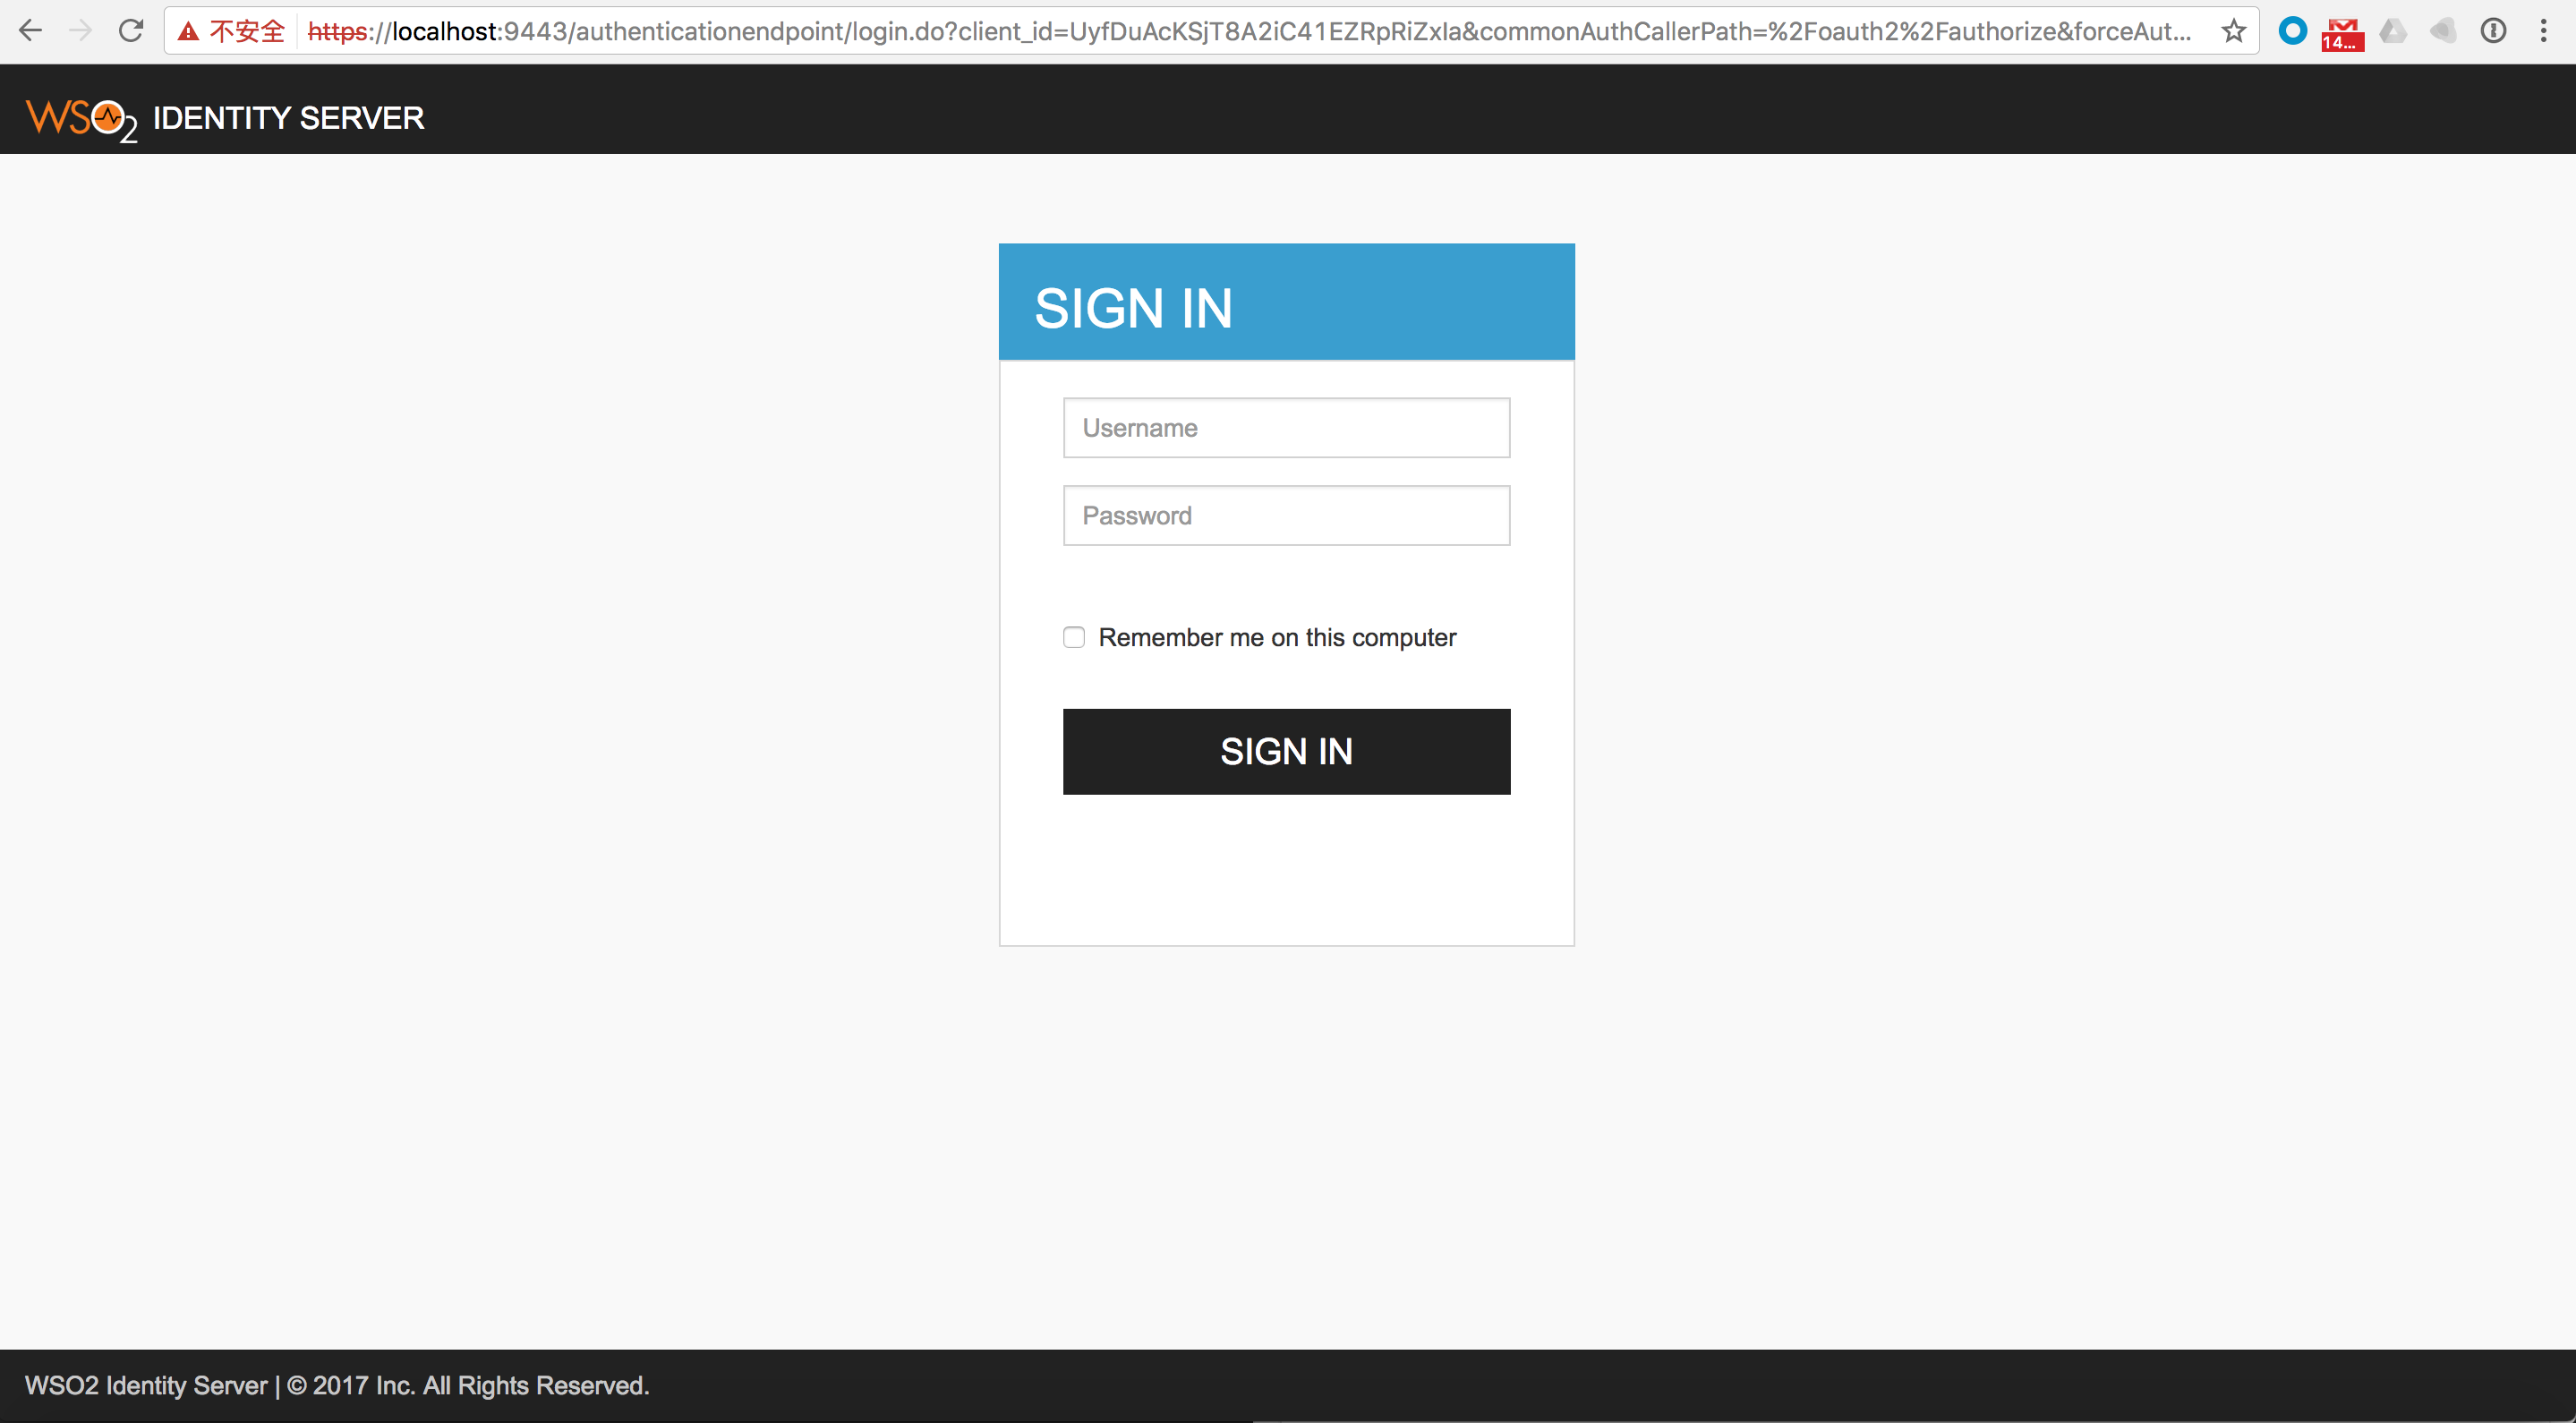 不安全 https://localhost:9443/authenticationendpoint/login.do?client_id=UyfDuAcKSjT8A2iC41EZRpRiZxIa&commonAuthCallerPath=%2Foauth2%2Fauthorize&forceAut...
14...
WSO2 IDENTITY SERVER
SIGN IN
Username
Password
Remember me on this computer
SIGN IN
WSO2 Identity Server | © 2017 Inc. All Rights Reserved.